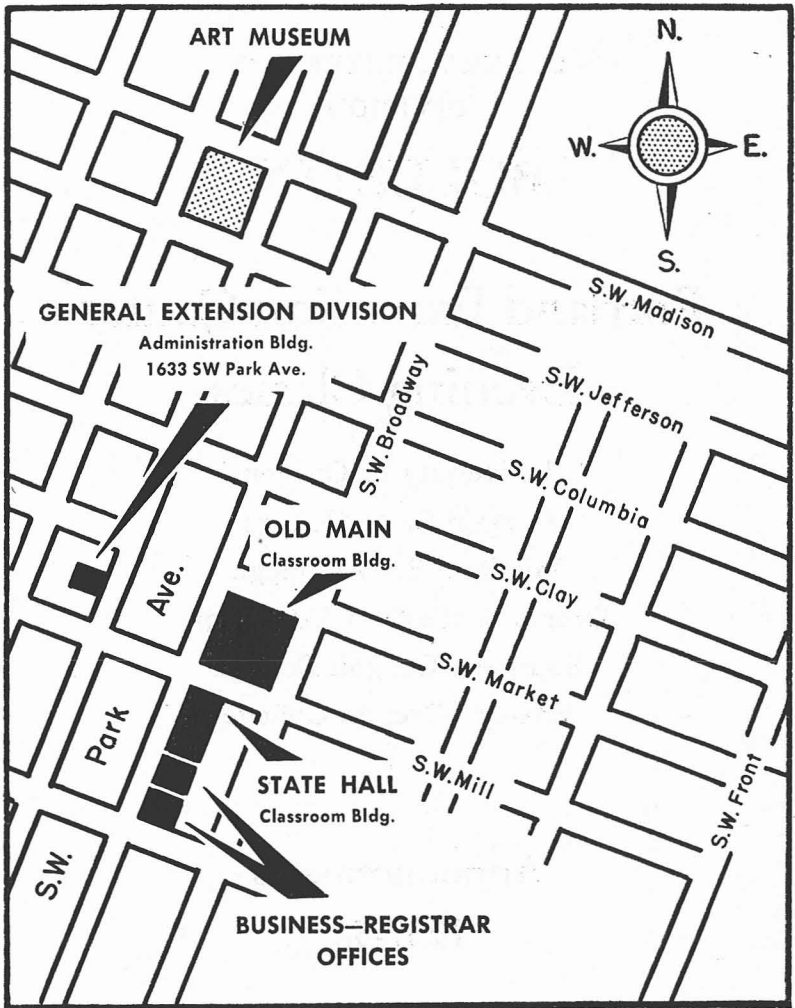 ART MUSEUM
N.
W.
E.
S.
S.W. Madison
GENERAL EXTENSION DIVISION
Administration Bldg.
1633 SW Park Ave.
S.W. Broadway
S.W. Jefferson
S.W. Columbia
OLD MAIN
Classroom Bldg.
S.W. Clay
S.W. Market
S.W. Park Ave.
STATE HALL
Classroom Bldg.
S.W. Mill
S.W. Front
BUSINESS—REGISTRAR
OFFICES